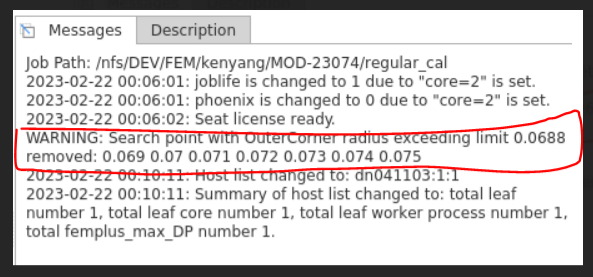 Messages Description
Job Path: /nfs/DEV/FEM/kenyang/MOD-23074/regular_cal
2023-02-22 00:06:01: joblife is changed to 1 due to "core=2" is set.
2023-02-22 00:06:01: phoenix is changed to 0 due to "core=2" is set.
2023-02-22 00:06:02: Seat license ready.
WARNING: Search point with OuterCorner radius exceeding limit 0.0688
removed: 0.069 0.07 0.071 0.072 0.073 0.074 0.075
2023-02-22 00:10:11: Host list changed to: dn041103:1:1
2023-02-22 00:10:11: Summary of host list changed to: total leaf
number 1, total leaf core number 1, total leaf worker process number 1,
total femplus_max_DP number 1.